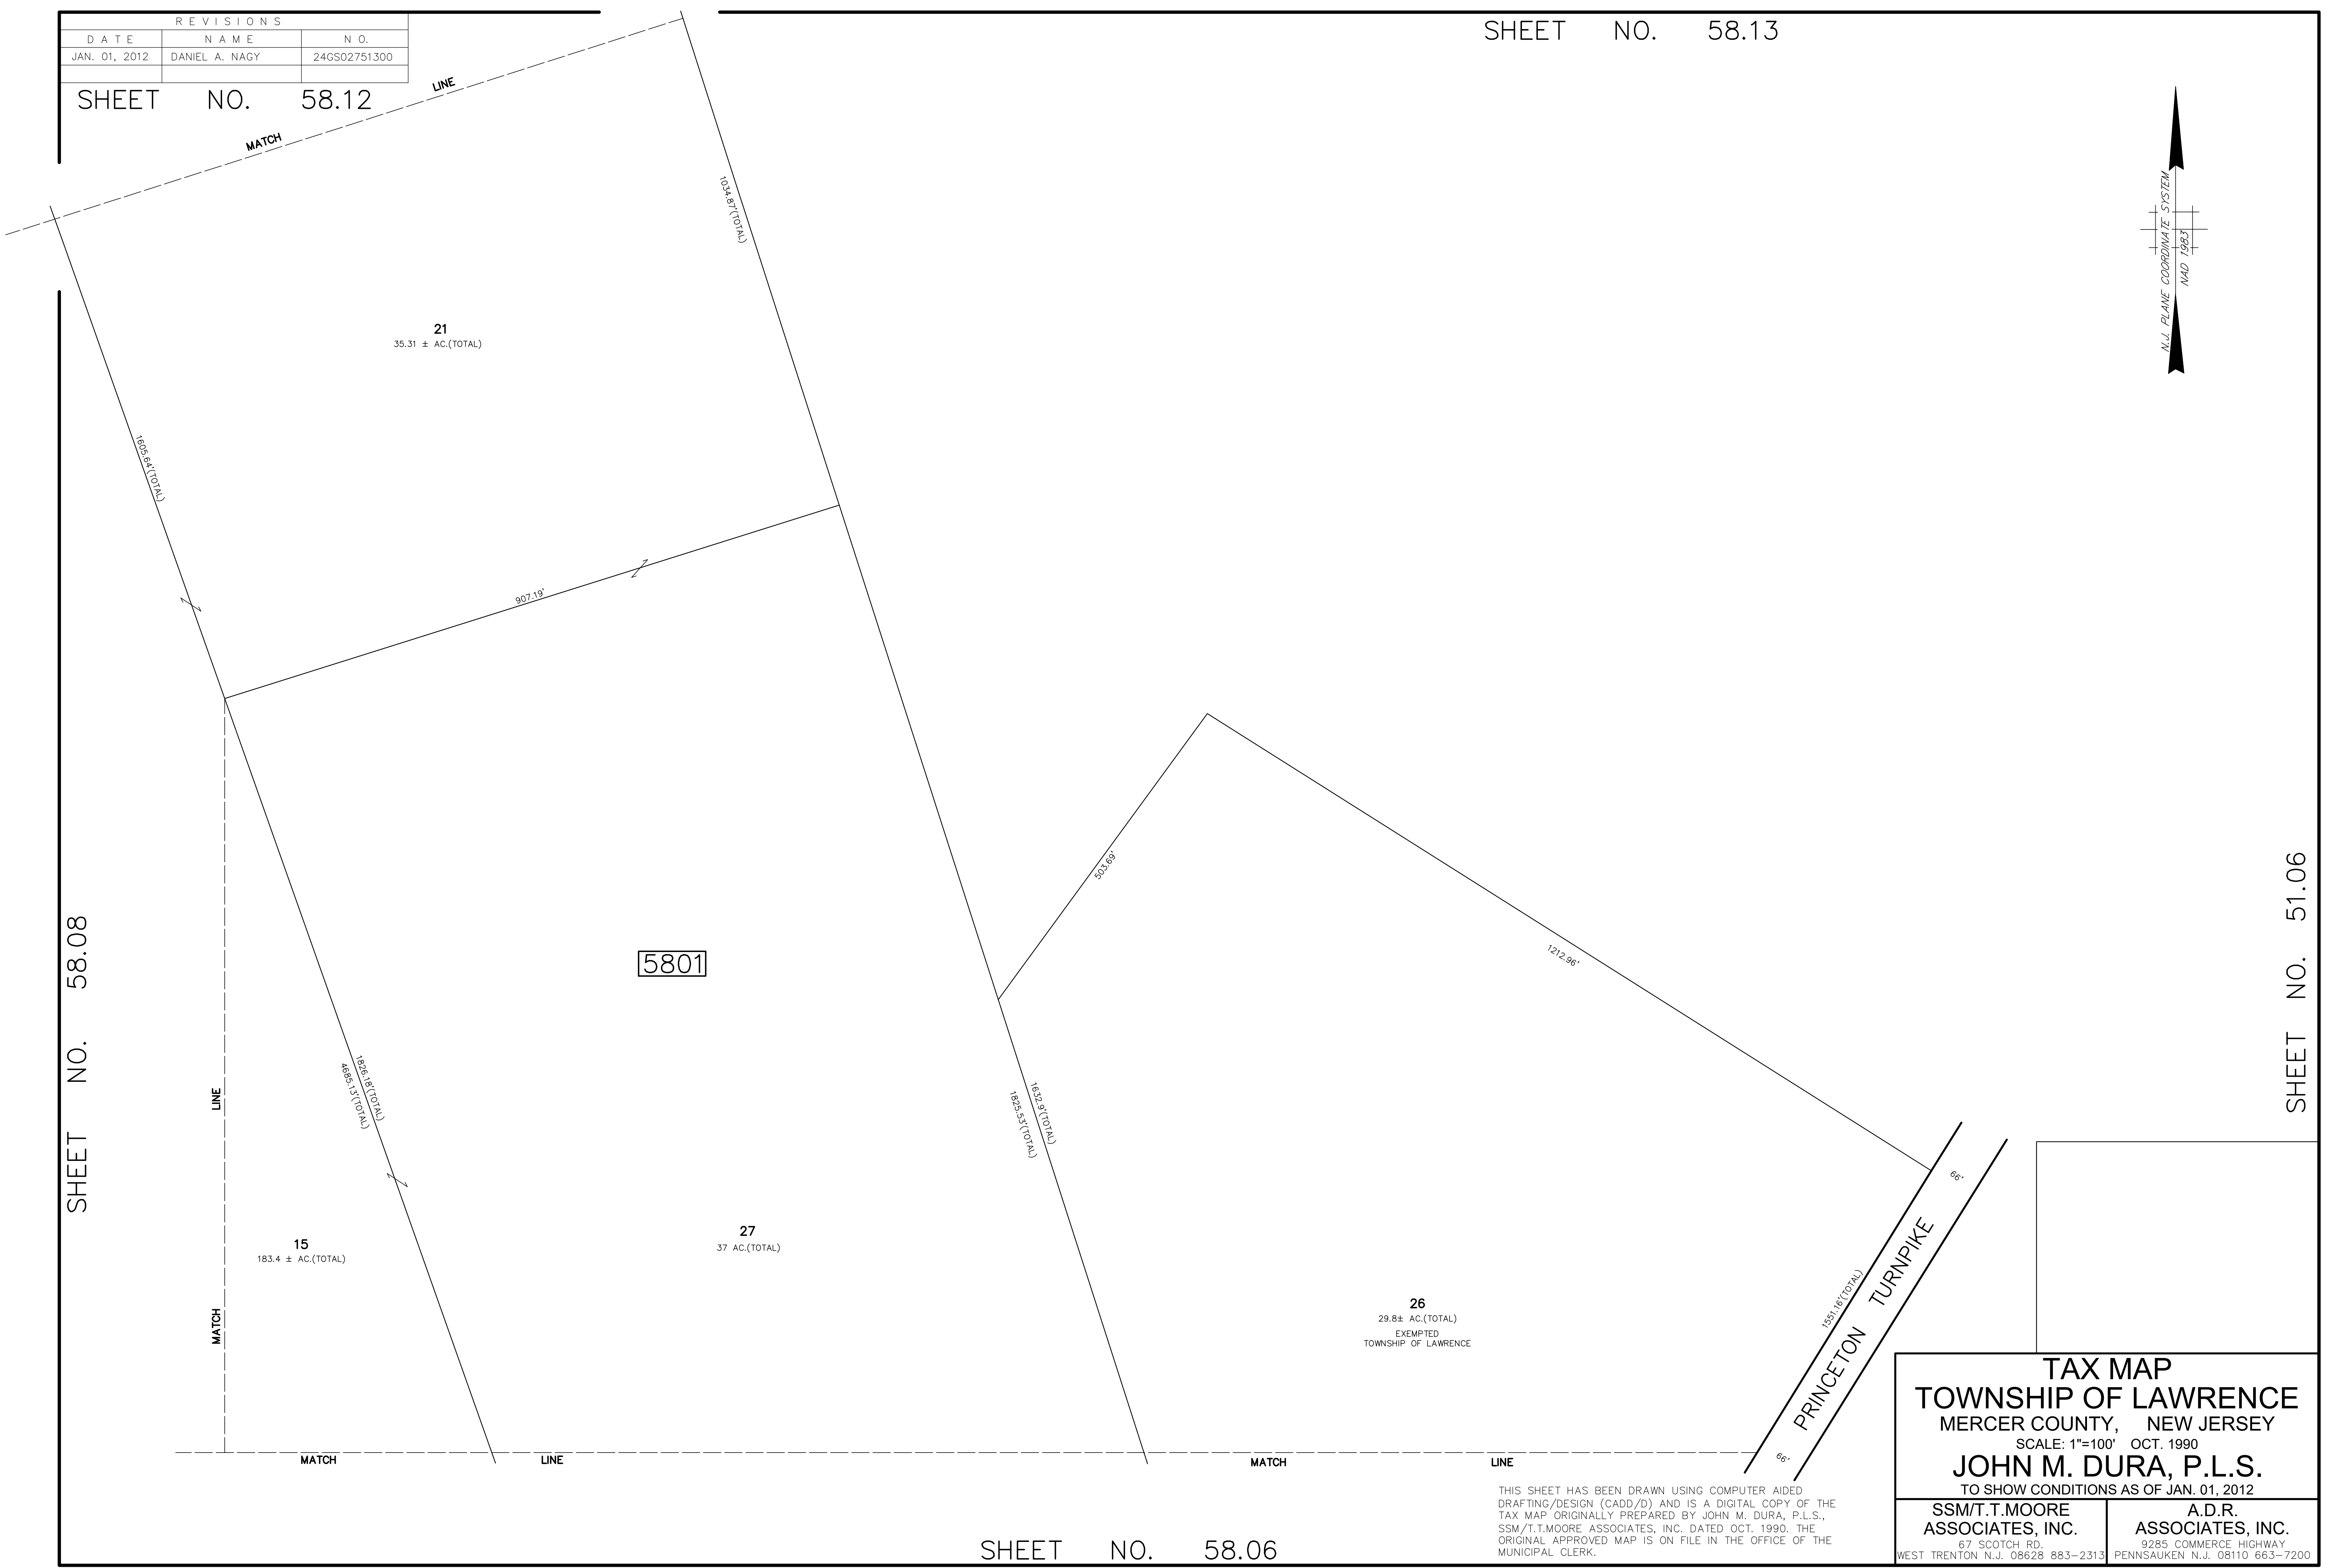 REVISIONS
DATE NAME NO.
JAN. 01, 2012 DANIEL A. NAGY 24GS02751300
SHEET NO. 58.12
SHEET NO. 58.13
MATCH LINE
1034.87'(TOTAL)
N.J. PLANE COORDINATE SYSTEM
NAD 1983
21
35.31 ± AC.(TOTAL)
1605.64'(TOTAL)
907.19'
503.69'
1212.96'
SHEET NO. 58.08
5801
SHEET NO. 51.06
MATCH LINE
1826.18'(TOTAL)
4685.13'(TOTAL)
1632.9'(TOTAL)
1825.53'(TOTAL)
15
183.4 ± AC.(TOTAL)
27
37 AC.(TOTAL)
26
29.8± AC.(TOTAL)
EXEMPTED
TOWNSHIP OF LAWRENCE
66'
1551.16'(TOTAL)
PRINCETON TURNPIKE
66'
MATCH LINE
MATCH LINE
THIS SHEET HAS BEEN DRAWN USING COMPUTER AIDED
DRAFTING/DESIGN (CADD/D) AND IS A DIGITAL COPY OF THE
TAX MAP ORIGINALLY PREPARED BY JOHN M. DURA, P.L.S.,
SSM/T.T.MOORE ASSOCIATES, INC. DATED OCT. 1990. THE
ORIGINAL APPROVED MAP IS ON FILE IN THE OFFICE OF THE
MUNICIPAL CLERK.
SHEET NO. 58.06
TAX MAP
TOWNSHIP OF LAWRENCE
MERCER COUNTY, NEW JERSEY
SCALE: 1"=100' OCT. 1990
JOHN M. DURA, P.L.S.
TO SHOW CONDITIONS AS OF JAN. 01, 2012
SSM/T.T.MOORE
ASSOCIATES, INC.
67 SCOTCH RD.
WEST TRENTON N.J. 08628 883-2313
A.D.R.
ASSOCIATES, INC.
9285 COMMERCE HIGHWAY
PENNSAUKEN N.J. 08110 663-7200